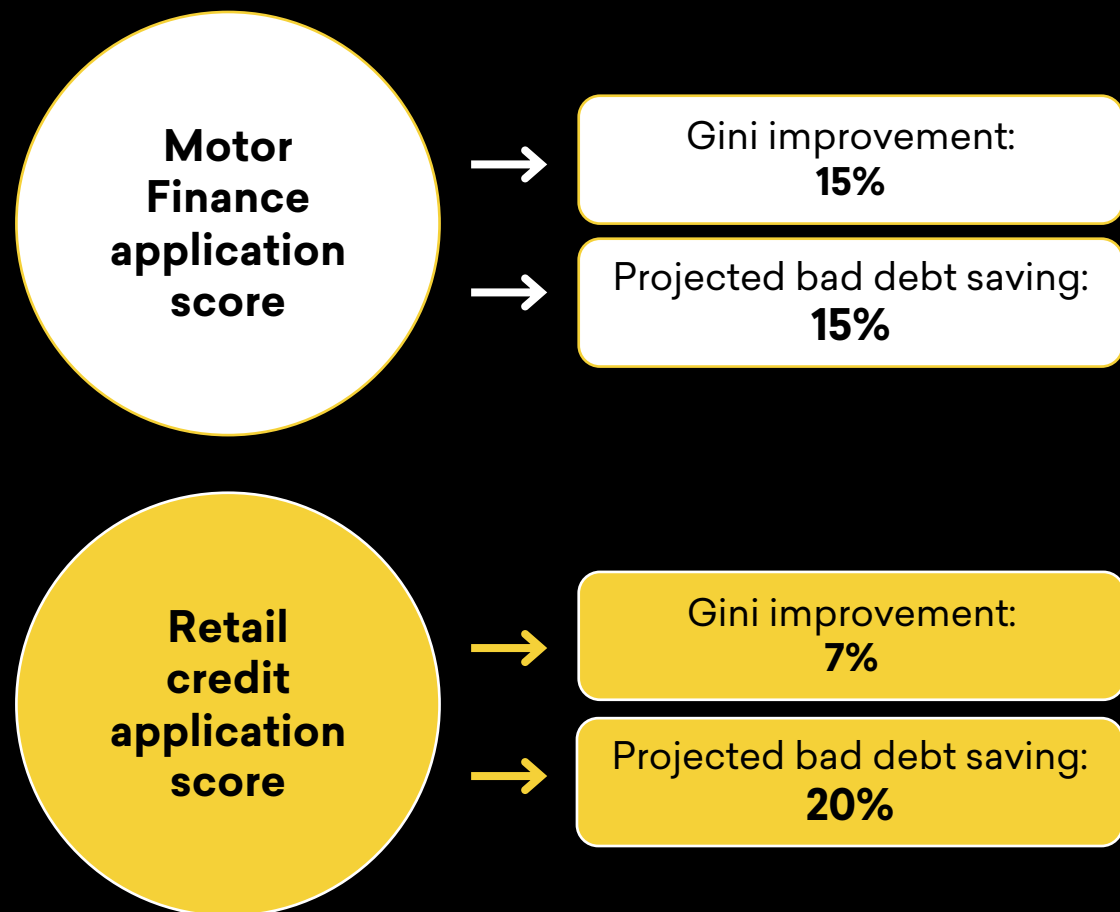 Motor
Finance
application
score
Gini improvement:
15%
Projected bad debt saving:
15%
Retail
credit
application
score
Gini improvement:
7%
Projected bad debt saving:
20%